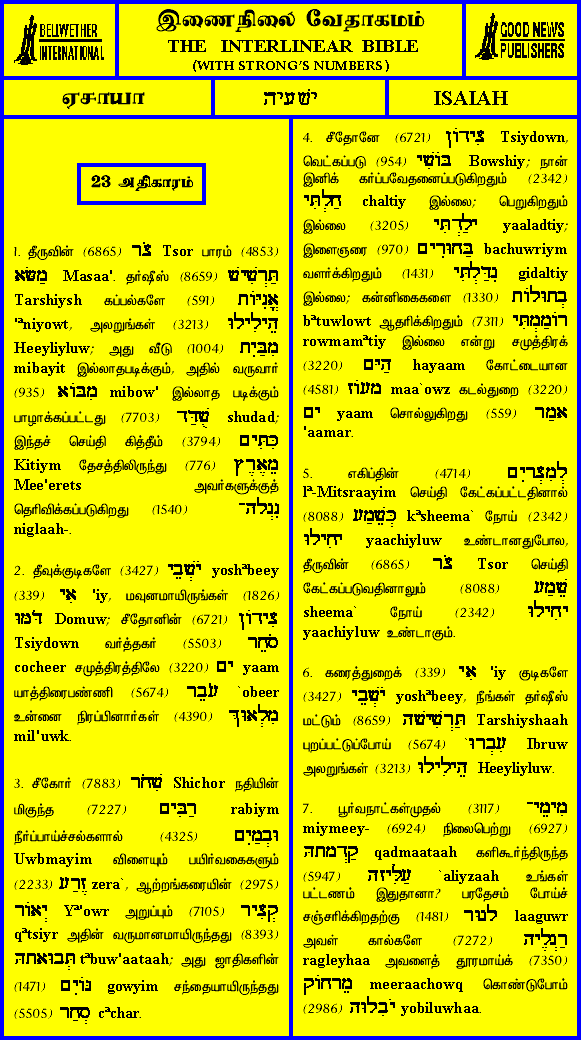 BELLWETHER
INTERNATIONAL
இணைநிலை வேதாகமம்
THE INTERLINEAR BIBLE
(WITH STRONG'S NUMBERS)
GOOD NEWS
PUBLISHERS
ஏசாயா
ישעיה
ISAIAH
23 அதிகாரம்
1. தீருவின் (6865) צֹר Tsor பாரம் (4853)
מַשָּׂא Masaa'. தர்ஷீஸ் (8659) תַּרְשִׁישׁ
Tarshiysh கப்பல்களே (591) אֳנִיּוֹת
'ªniyowt, அலறுங்கள் (3213) הֵילִילוּ
Heeyliyluw; அது வீடு (1004) מִבַּיִת
mibayit இல்லாதபடிக்கும், அதில் வருவார்
(935) מִבּוֹא mibow' இல்லாத படிக்கும்
பாழாக்கப்பட்டது (7703) שֻׁדַּד shudad;
இந்தச் செய்தி கித்தீம் (3794) כִּתִּים
Kitiym தேசத்திலிருந்து (776) מֵאֶרֶץ
Mee'erets அவர்களுக்குத்
தெரிவிக்கப்படுகிறது (1540) נִגְלָה־
niglaah-.
2. தீவுக்குடிகளே (3427) יֹשְׁבֵי yoshªbeey
(339) אִי 'iy, மவுனமாயிருங்கள் (1826)
דֹּמּוּ Domuw; சீதோனின் (6721) צִידוֹן
Tsiydown வர்த்தகர் (5503) סֹחֵר
cocheer சமுத்திரத்திலே (3220) יָם yaam
யாத்திரைபண்ணி (5674) עֹבֵר `obeer
உன்னை நிரப்பினார்கள் (4390) מִלְאוּךְ
mil'uwk.
3. சீகோர் (7883) שִׁחֹר Shichor நதியின்
மிகுந்த (7227) רַבִּים rabiym
நீர்ப்பாய்ச்சல்களால் (4325) וּבְמַיִם
Uwbmayim விளையும் பயிர்வகைகளும்
(2233) זֶרַע zera`, ஆற்றங்கரையின் (2975)
יְאוֹר Yª'owr அறுப்பும் (7105) קְצִיר
qªtsiyr அதின் வருமானமாயிருந்தது (8393)
תְּבוּאָתָהּ tªbuw'aataah; அது ஜாதிகளின்
(1471) גּוֹיִם gowyim சந்தையாயிருந்தது
(5505) סְחַר cªchar.
4. சீதோனே (6721) צִידוֹן Tsiydown,
வெட்கப்படு (954) בּוֹשִׁי Bowshiy; நான்
இனிக் கர்ப்பவேதனைப்படுகிறதும் (2342)
חַלְתִּי chaltiy இல்லை; பெறுகிறதும்
இல்லை (3205) יָלַדְתִּי yaaladtiy;
இளைஞரை (970) בַּחוּרִים bachuwriym
வளர்க்கிறதும் (1431) גִדַּלְתִּי gidaltiy
இல்லை; கன்னிகைகளை (1330) בְתוּלוֹת
bªtuwlowt ஆதரிக்கிறதும் (7311) רוֹמַמְתִּי
rowmamªtiy இல்லை என்று சமுத்திரக்
(3220) הַיָּם hayaam கோட்டையான
(4581) מָעוֹז maa`owz கடல்துறை (3220)
יָם yaam சொல்லுகிறது (559) אָמַר
'aamar.
5. எகிப்தின் (4714) לְמִצְרָיִם
lª-Mitsraayim செய்தி கேட்கப்பட்டதினால்
(8088) כְּשֵׁמַע kªsheema` நோய் (2342)
יָחִילוּ yaachiyluw உண்டானதுபோல,
தீருவின் (6865) צֹר Tsor செய்தி
கேட்கப்படுவதினாலும் (8088) שֵׁמַע
sheema` நோய் (2342) יָחִילוּ
yaachiyluw உண்டாகும்.
6. கரைத்துறைக் (339) אִי 'iy குடிகளே
(3427) יֹשְׁבֵי yoshªbeey, நீங்கள் தர்ஷீஸ்
மட்டும் (8659) תַּרְשִׁישָׁה Tarshiyshaah
புறப்பட்டுப்போய் (5674) עִבְרוּ `Ibruw
அலறுங்கள் (3213) הֵילִילוּ Heeyliyluw.
7. பூர்வநாட்கள்முதல் (3117) מִימֵי־
miymeey- (6924) நிலைபெற்று (6927)
קַדְמָתָהּ qadmaataah களிகூர்ந்திருந்த
(5947) עַלִּיזָה `aliyzaah உங்கள்
பட்டணம் இதுதானா? பரதேசம் போய்ச்
சஞ்சரிக்கிறதற்கு (1481) לָגוּר laaguwr
அவள் கால்களே (7272) רַגְלֶיהָ
ragleyhaa அவளைத் தூரமாய்க் (7350)
מֵרָחוֹק meeraachowq கொண்டுபோம்
(2986) יֹבִלוּהָ yobiluwhaa.